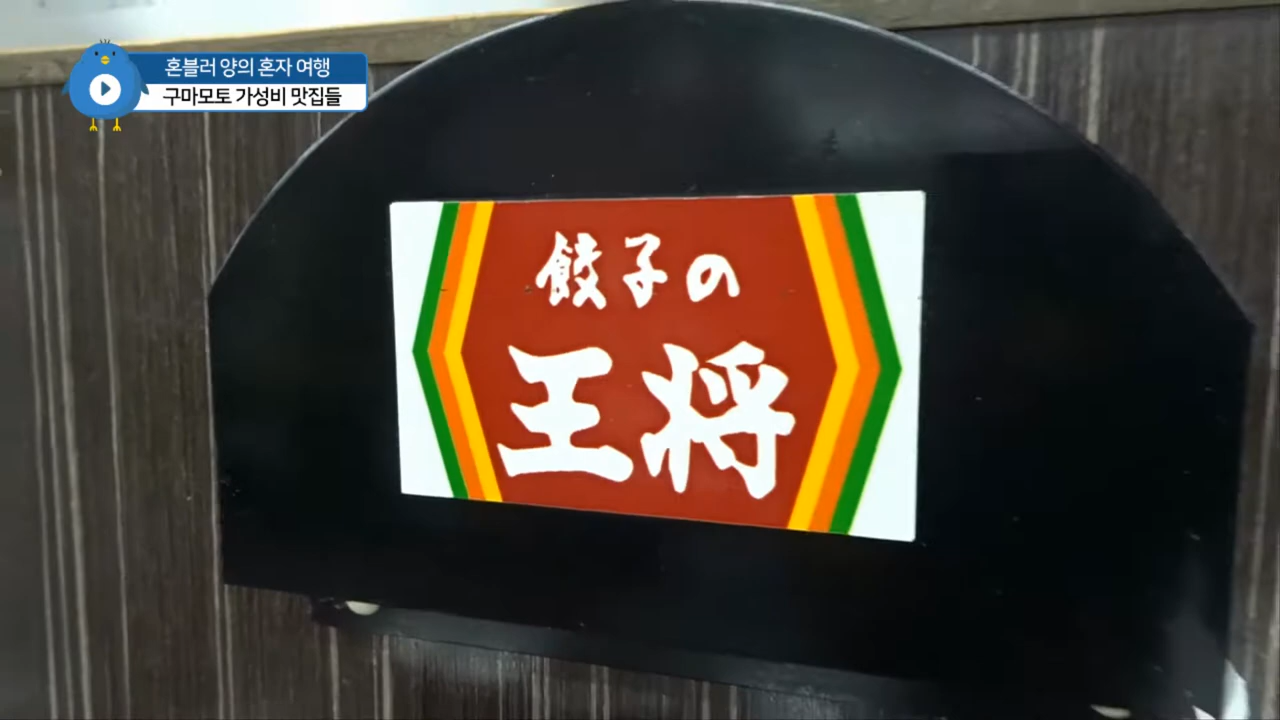 혼블러 양의 혼자 여행
구마모토 가성비 맛집들
餃子の
王将